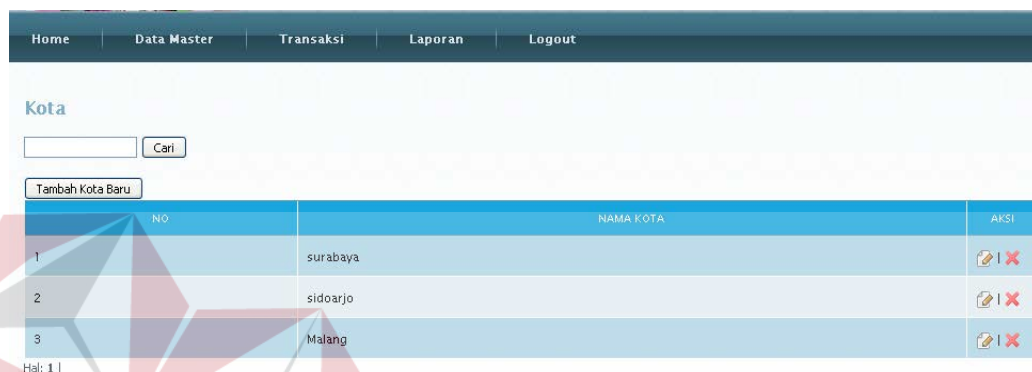 Home Data Master Transaksi Laporan Logout
Kota
Cari
Tambah Kota Baru
NO NAMA KOTA AKSI
1 surabaya |
2 sidoarjo |
3 Malang |
Hal: 1 |